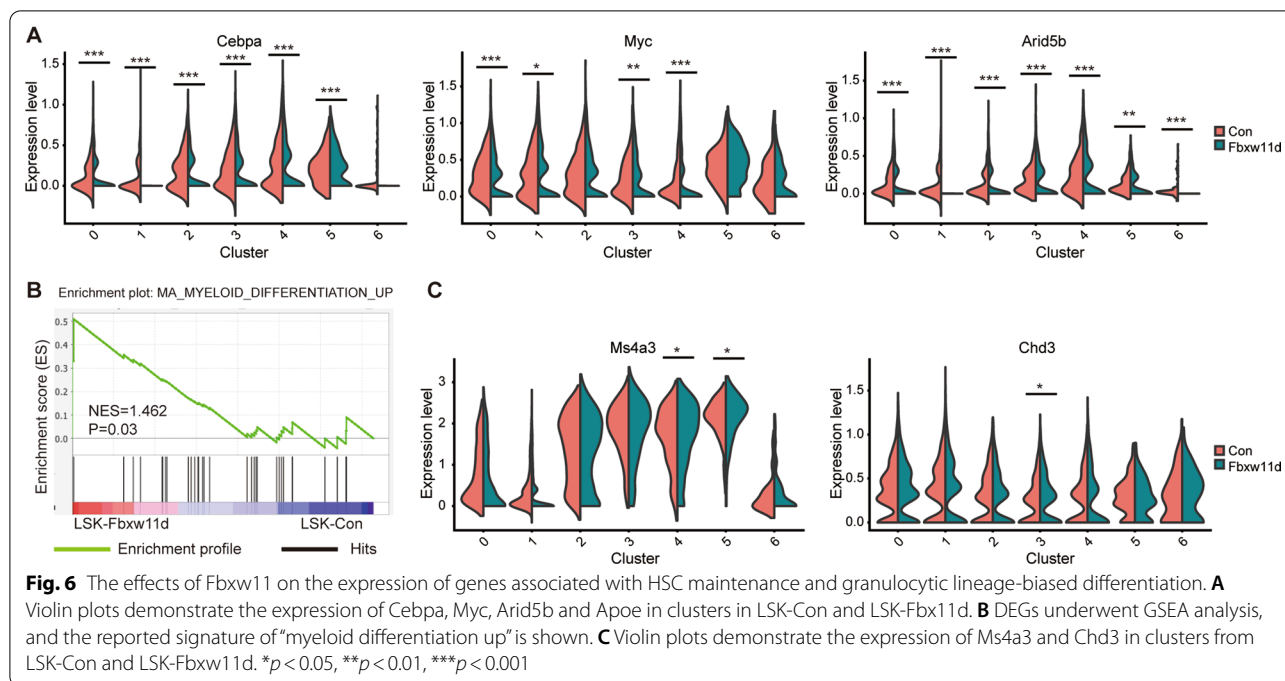 A
Cebpa
Myc
Arid5b
*** *** *** *** *** ***
*** * ** ***
*** *** *** *** *** ** ***
Expression level
1.5
1.0
0.5
0.0
Expression level
1.5
1.0
0.5
0.0
Expression level
1.5
1.0
0.5
0.0
Con
Fbxw11d
0 1 2 3 4 5 6
0 1 2 3 4 5 6
0 1 2 3 4 5 6
Cluster
Cluster
Cluster
B
Enrichment plot: MA_MYELOID_DIFFERENTIATION_UP
Enrichment score (ES)
0.5
0.4
0.3
0.2
0.1
0.0
NES=1.462
P=0.03
LSK-Fbxw11d LSK-Con
Enrichment profile Hits
C
Ms4a3
Chd3
* *
*
Expression level
3
2
1
0
Expression level
1.5
1.0
0.5
0.0
Con
Fbxw11d
0 1 2 3 4 5 6
0 1 2 3 4 5 6
Cluster
Cluster
Fig. 6 The effects of Fbxw11 on the expression of genes associated with HSC maintenance and granulocytic lineage-biased differentiation. A
Violin plots demonstrate the expression of Cebpa, Myc, Arid5b and Apoe in clusters in LSK-Con and LSK-Fbx11d. B DEGs underwent GSEA analysis,
and the reported signature of “myeloid differentiation up” is shown. C Violin plots demonstrate the expression of Ms4a3 and Chd3 in clusters from
LSK-Con and LSK-Fbxw11d. *p < 0.05, **p < 0.01, ***p < 0.001